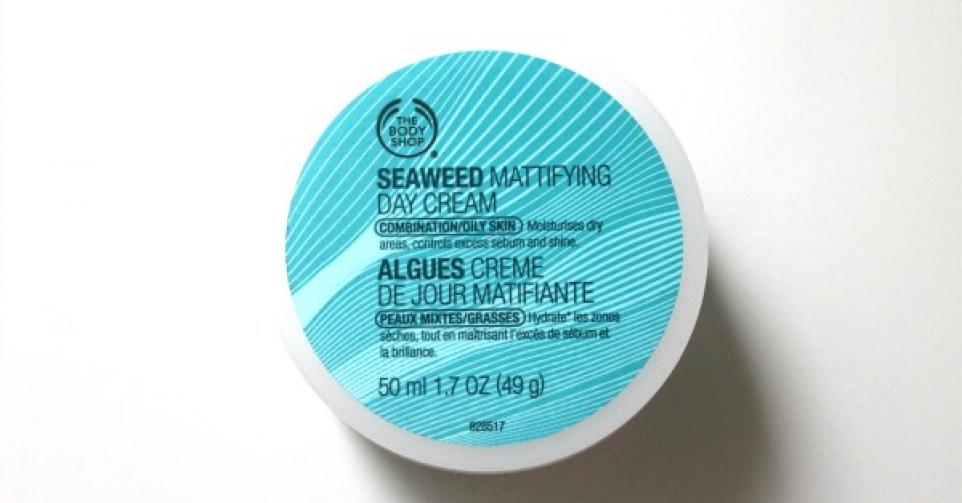 THE
BODY
SHOP
SEAWEED MATTIFYING
DAY CREAM
COMBINATION/OILY SKIN Moisturises dry
areas, controls excess sebum and shine.
ALGUES CREME
DE JOUR MATIFIANTE
PEAUX MIXTES/GRASSES Hydrate* les zones
sèches, tout en maîtrisant l'excès de sébum et
la brillance.
50 ml 1.7 OZ (49 g)
828517